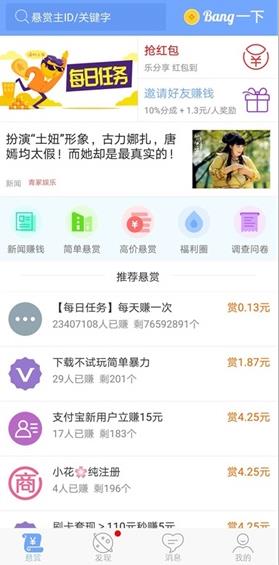 悬赏主ID/关键字
Bang一下
每日任务
抢红包
乐分享 红包到
邀请好友赚钱
10%分成 + 1.3元/人奖励
扮演“土妞”形象，古力娜扎，唐
嫣均太假！而她却是最真实的！
新闻 青冢娱乐
新闻赚钱
简单悬赏
高价悬赏
福利圈
调查问卷
推荐悬赏
【每日任务】每天赚一次
赏0.13元
23407108人已赚 剩76592891个
下载不试玩简单暴力
赏1.87元
29人已赚 剩201个
支付宝新用户立赚15元
赏4.25元
17人已赚 剩183个
小花🌸纯注册
赏4.25元
商
36人已赚 剩164个
刷卡套现＞110元秒赚5元
赏4.25元
悬赏
发现
消息
我的